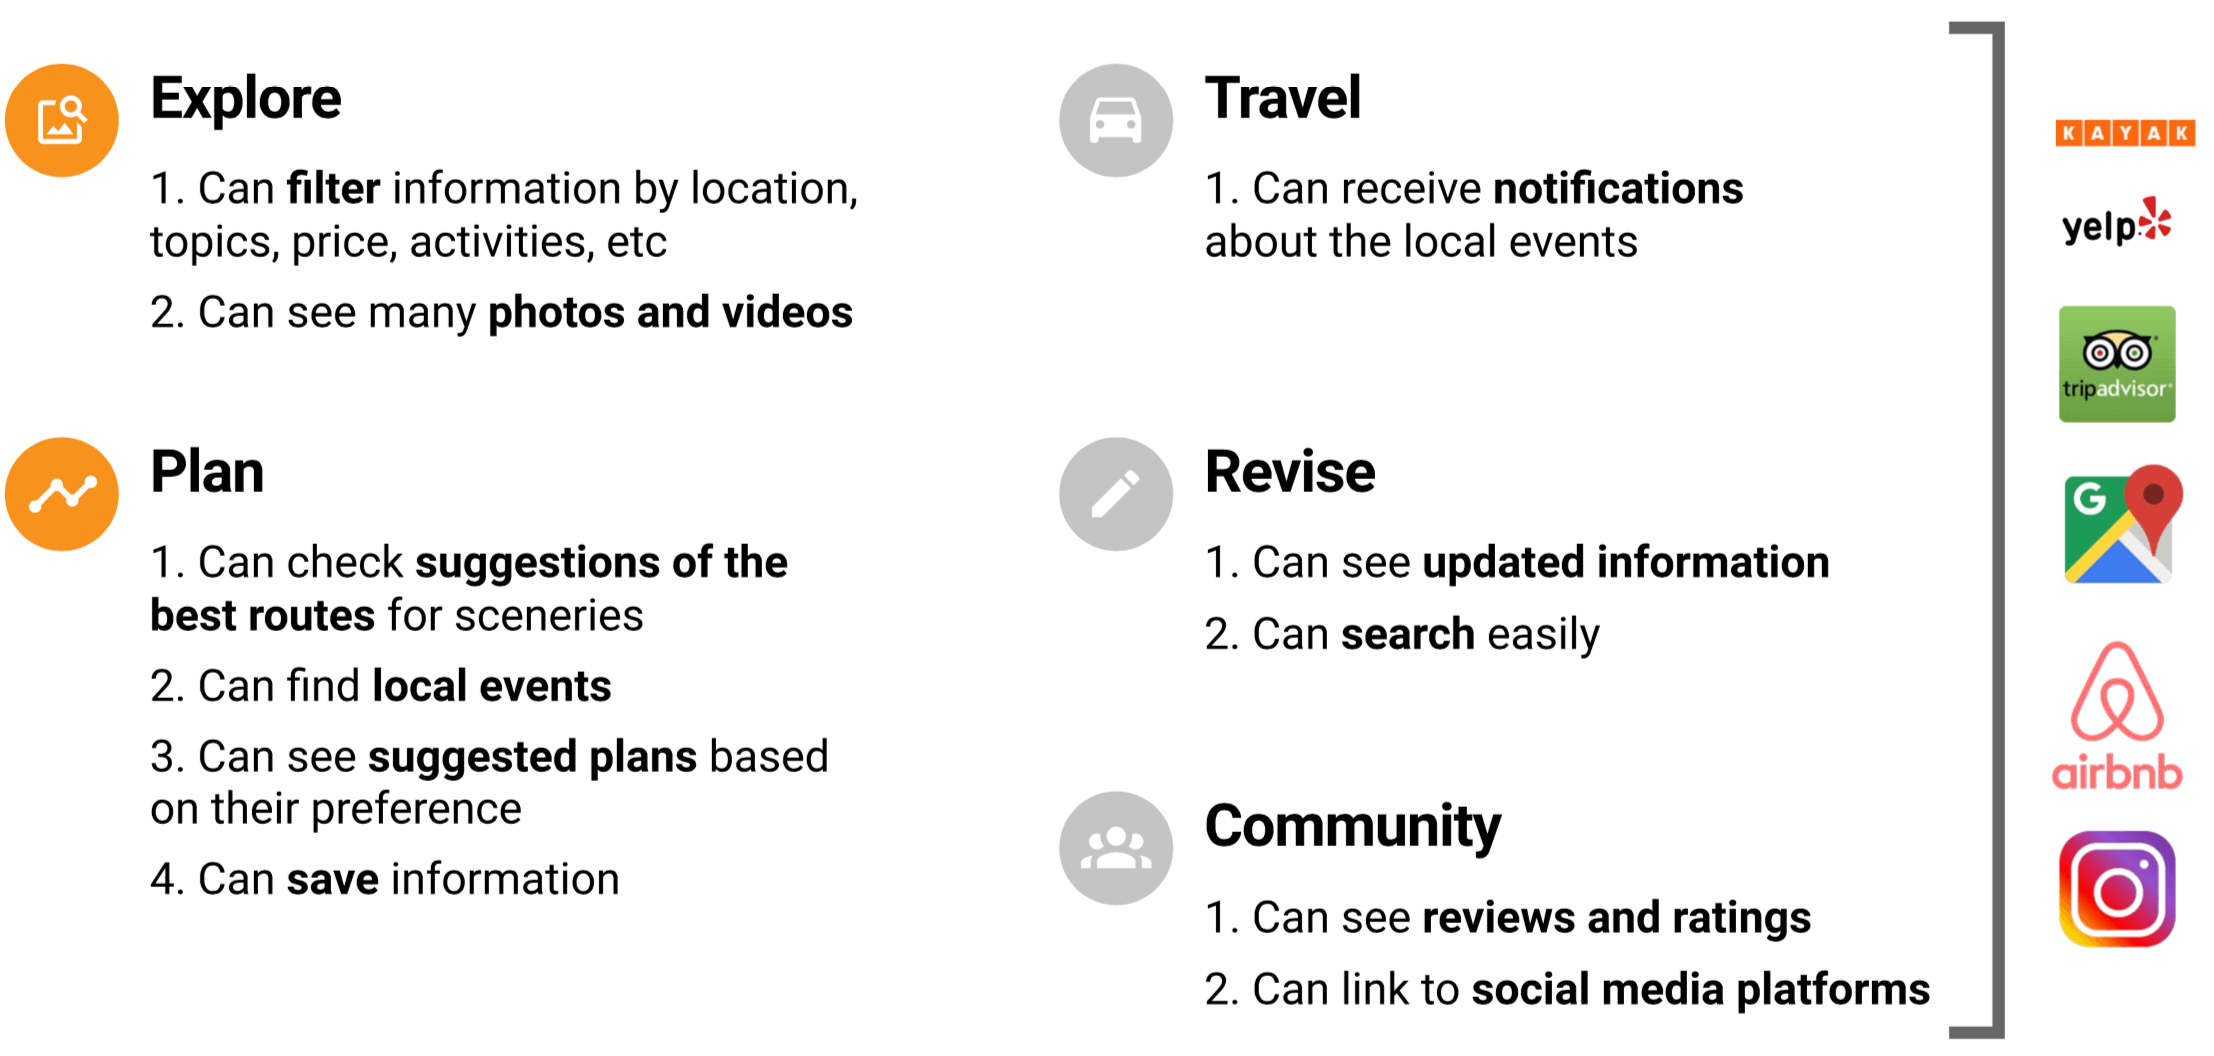 Explore
1. Can filter information by location,
topics, price, activities, etc
2. Can see many photos and videos
Plan
1. Can check suggestions of the
best routes for sceneries
2. Can find local events
3. Can see suggested plans based
on their preference
4. Can save information
Travel
1. Can receive notifications
about the local events
Revise
1. Can see updated information
2. Can search easily
Community
1. Can see reviews and ratings
2. Can link to social media platforms
KAYAK
yelp
tripadvisor
G
airbnb